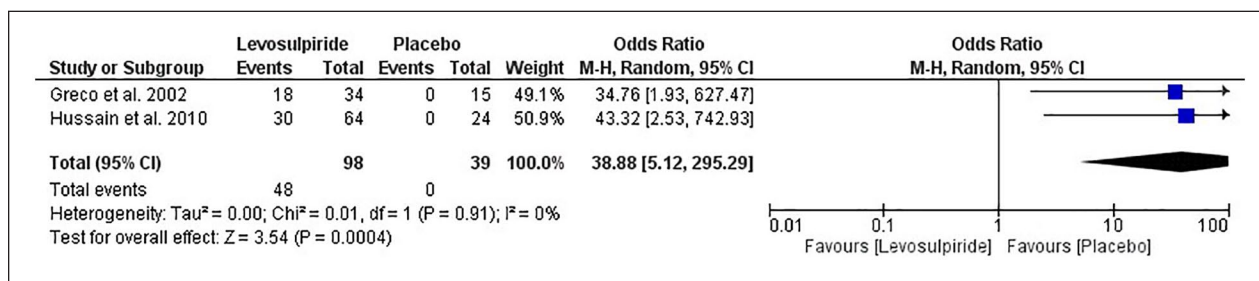 Levosulpiride Placebo Odds Ratio Odds Ratio
Study or Subgroup Events Total Events Total Weight M-H, Random, 95% CI M-H, Random, 95% CI
Greco et al. 2002 18 34 0 15 49.1% 34.76 [1.93, 627.47]
Hussain et al. 2010 30 64 0 24 50.9% 43.32 [2.53, 742.93]
Total (95% CI) 98 39 100.0% 38.88 [5.12, 295.29]
Total events 48 0
Heterogeneity: Tau² = 0.00; Chi² = 0.01, df = 1 (P = 0.91); I² = 0%
Test for overall effect: Z = 3.54 (P = 0.0004)
0.01 0.1 1 10 100
Favours [Levosulpiride] Favours [Placebo]